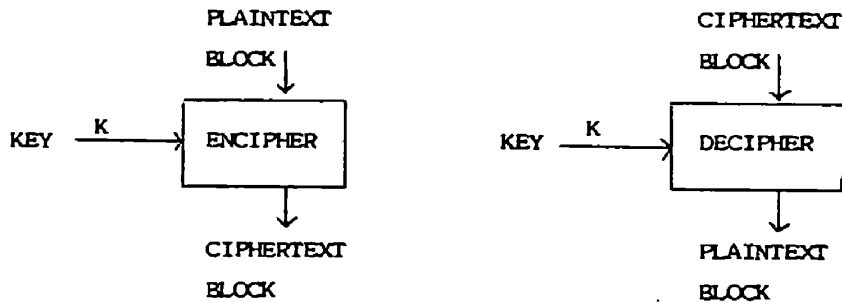 PLAINTEXT
BLOCK
KEY K ENCIPHER
CIPHERTEXT
BLOCK
CIPHERTEXT
BLOCK
KEY K DECIPHER
PLAINTEXT
BLOCK